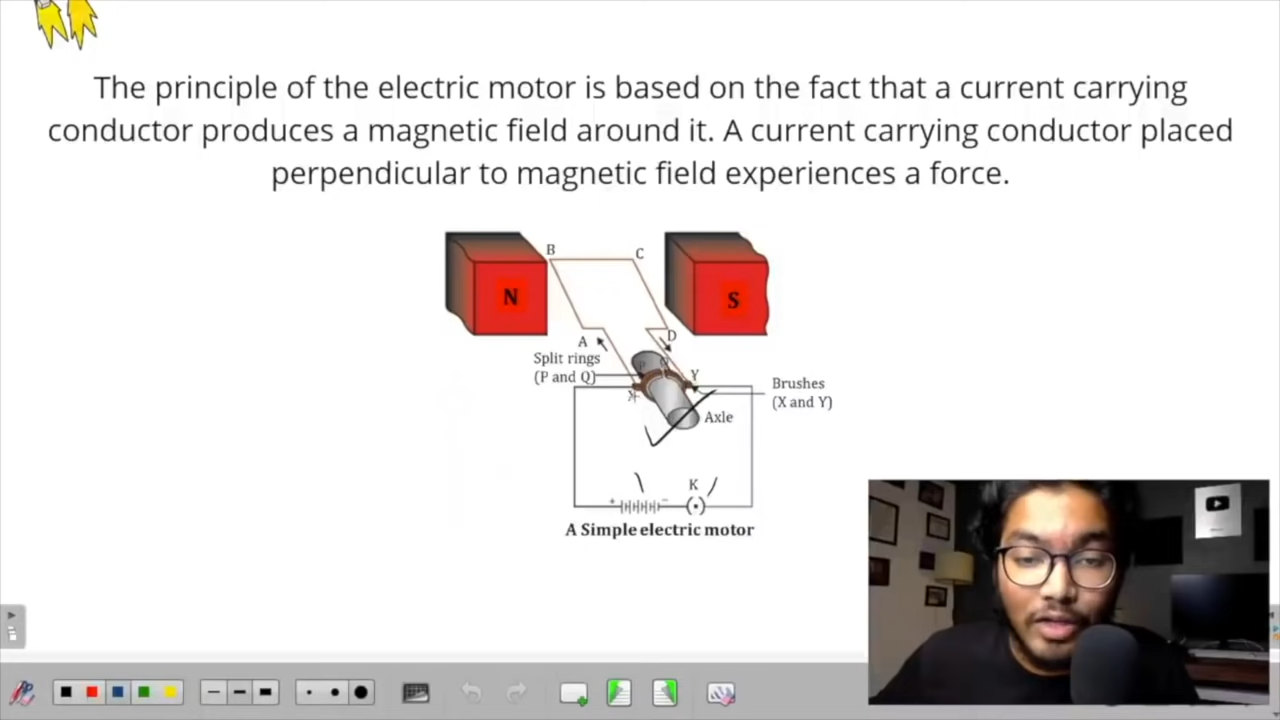 The principle of the electric motor is based on the fact that a current carrying
conductor produces a magnetic field around it. A current carrying conductor placed
perpendicular to magnetic field experiences a force.
B
C
N
S
A
D
Split rings
(P and Q)
Q
Y
X
Brushes
(X and Y)
Axle
K
+
−
A Simple electric motor